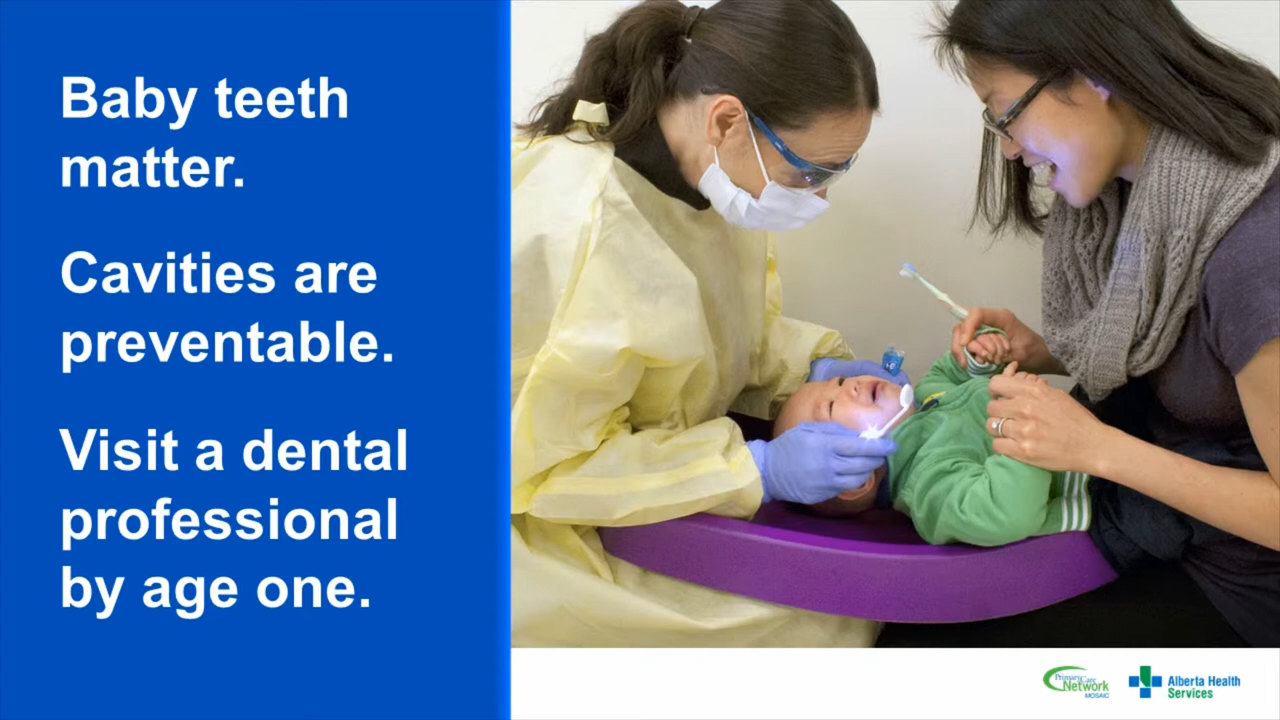 Baby teeth
matter.
Cavities are
preventable.
Visit a dental
professional
by age one.
Primary Care
Network
MOSAIC
Alberta Health
Services